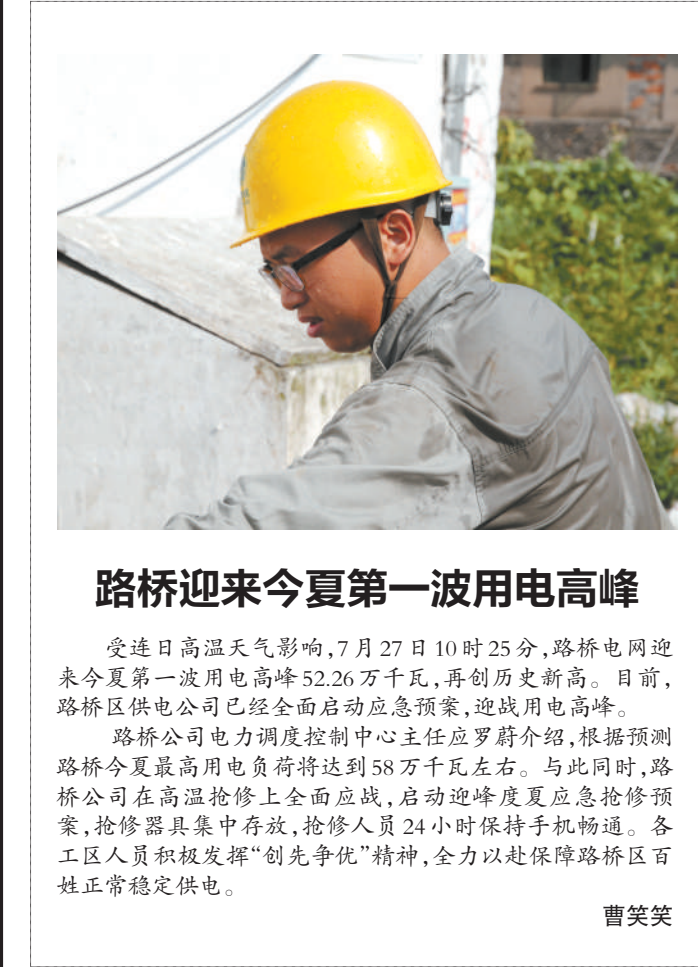 路桥迎来今夏第一波用电高峰
受连日高温天气影响,7月27日10时25分,路桥电网迎
来今夏第一波用电高峰52.26万千瓦,再创历史新高。目前,
路桥区供电公司已经全面启动应急预案,迎战用电高峰。
路桥公司电力调度控制中心主任应罗蔚介绍,根据预测
路桥今夏最高用电负荷将达到58万千瓦左右。与此同时,路
桥公司在高温抢修上全面应战,启动迎峰度夏应急抢修预
案,抢修器具集中存放,抢修人员24小时保持手机畅通。各
工区人员积极发挥“创先争优”精神,全力以赴保障路桥区百
姓正常稳定供电。
曹笑笑